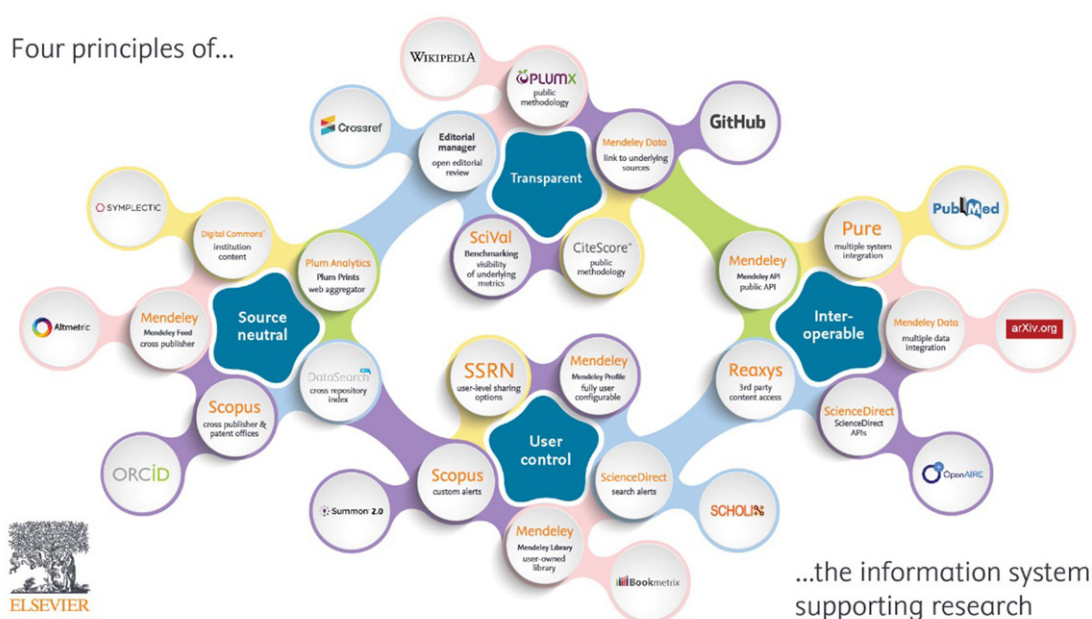 Four principles of...
WIKIPEDIA
PLUMX
public
methodology
Crossref
Editorial
manager
open editorial
review
Transparent
Mendeley Data
link to underlying
sources
GitHub
SciVal
Benchmarking
visibility
of underlying
metrics
CiteScore™
public
methodology
SYMPLECTIC
Digital Commons™
institution
content
Plum Analytics
Plum Prints
web aggregator
Altmetric
Mendeley
Mendeley Feed
cross publisher
Source
neutral
DataSearch
cross repository
index
Scopus
cross publisher &
patent offices
ORCID
Mendeley
Mendeley API
public API
Pure
multiple system
integration
PubMed
Inter-
operable
Mendeley Data
multiple data
integration
arXiv.org
Reaxys
3rd party
content access
ScienceDirect
ScienceDirect
APIs
OpenAIRE
SSRN
user-level sharing
options
Mendeley
Mendeley Profile
fully user
configurable
User
control
Scopus
custom alerts
ScienceDirect
search alerts
Summon 2.0
SCHOLIX
Mendeley
Mendeley Library
user-owned
library
Bookmetrix
ELSEVIER
...the information system
supporting research